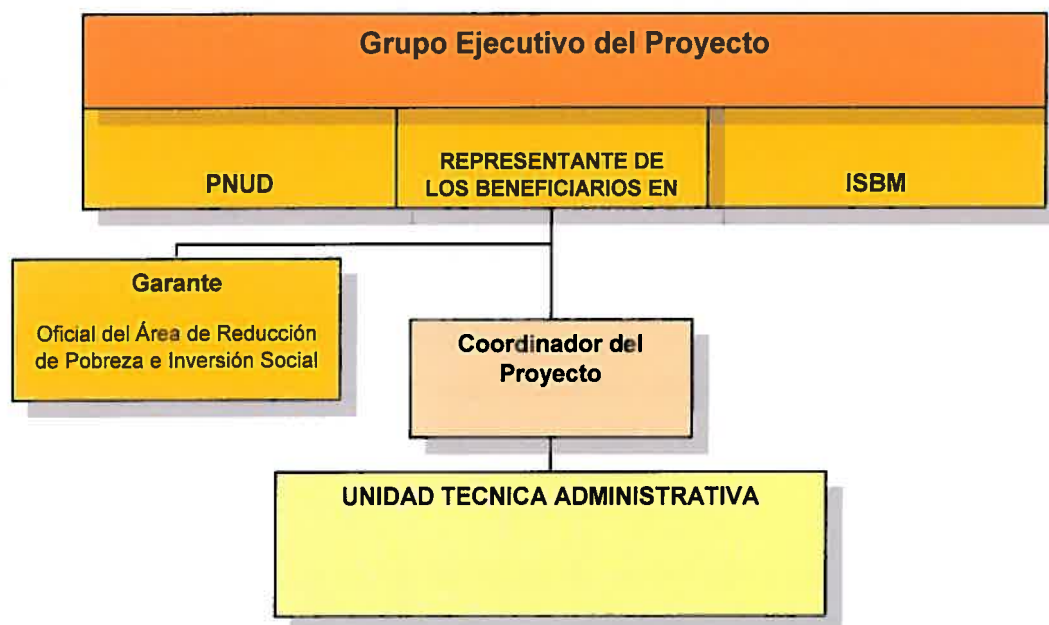 Grupo Ejecutivo del Proyecto
PNUD
REPRESENTANTE DE
LOS BENEFICIARIOS EN
ISBM
Garante
Oficial del Área de Reducción
de Pobreza e Inversión Social
Coordinador del
Proyecto
UNIDAD TECNICA ADMINISTRATIVA